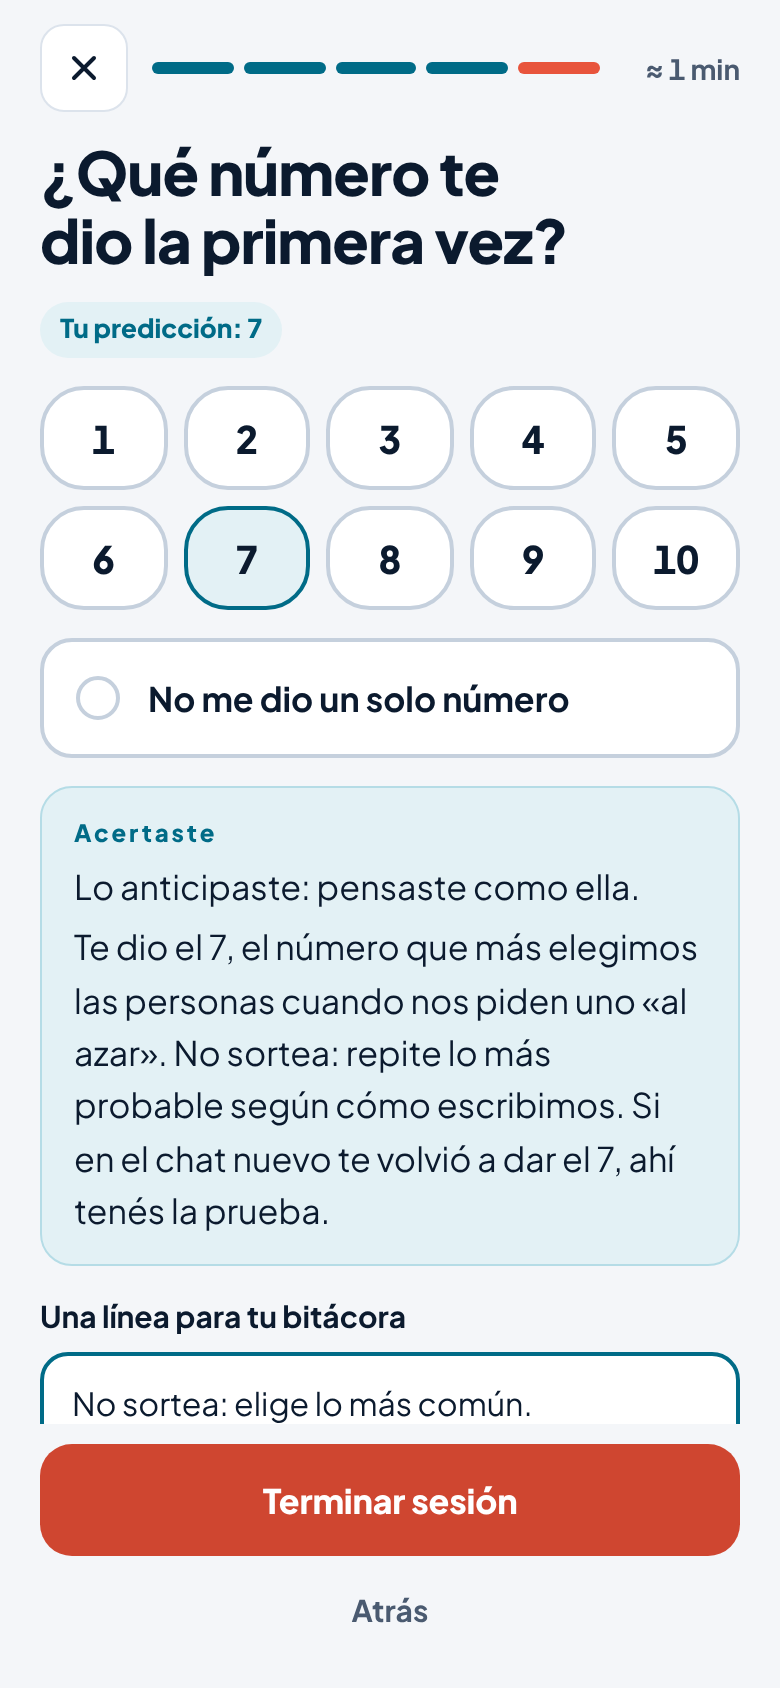 ≈ 1 min
¿Qué número te
dio la primera vez?
Tu predicción: 7
1 2 3 4 5
6 7 8 9 10
No me dio un solo número
Acertaste
Lo anticipaste: pensaste como ella.
Te dio el 7, el número que más elegimos
las personas cuando nos piden uno «al
azar». No sortea: repite lo más
probable según cómo escribimos. Si
en el chat nuevo te volvió a dar el 7, ahí
tenés la prueba.
Una línea para tu bitácora
No sortea: elige lo más común.
Terminar sesión
Atrás